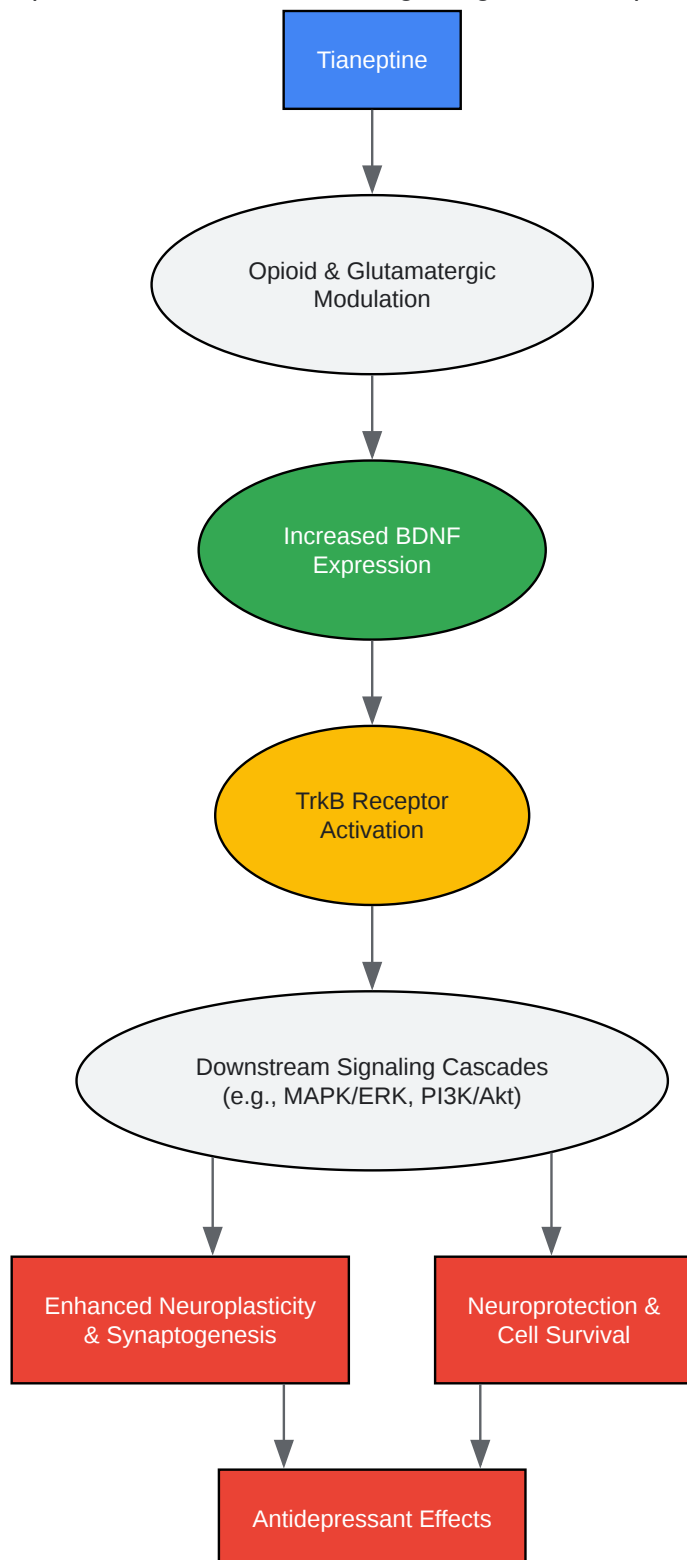 Tianeptine
Opioid & Glutamatergic
Modulation
Increased BDNF
Expression
TrkB Receptor
Activation
Downstream Signaling Cascades
(e.g., MAPK/ERK, PI3K/Akt)
Enhanced Neuroplasticity
& Synaptogenesis
Neuroprotection &
Cell Survival
Antidepressant Effects